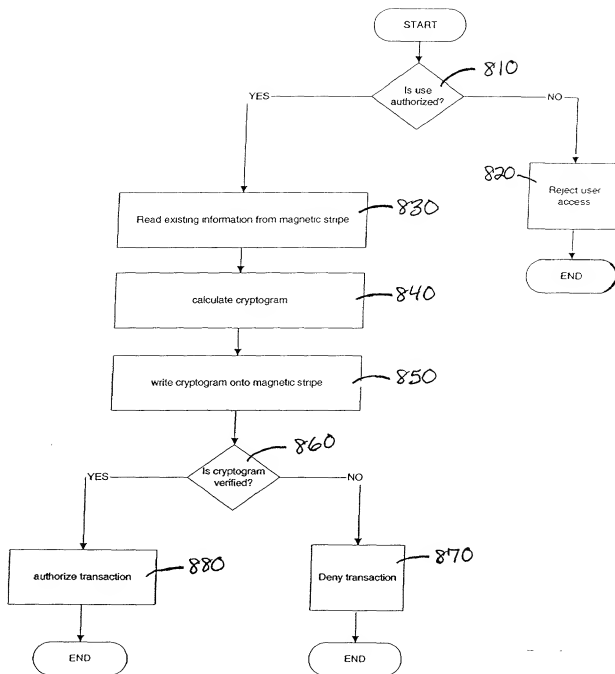 START
810
Is use
authorized?
YES
NO
820
Reject user
access
830
Read existing information from magnetic stripe
END
840
calculate cryptogram
850
write cryptogram onto magnetic stripe
860
Is cryptogram
verified?
YES
NO
880
authorize transaction
870
Deny transaction
END
END